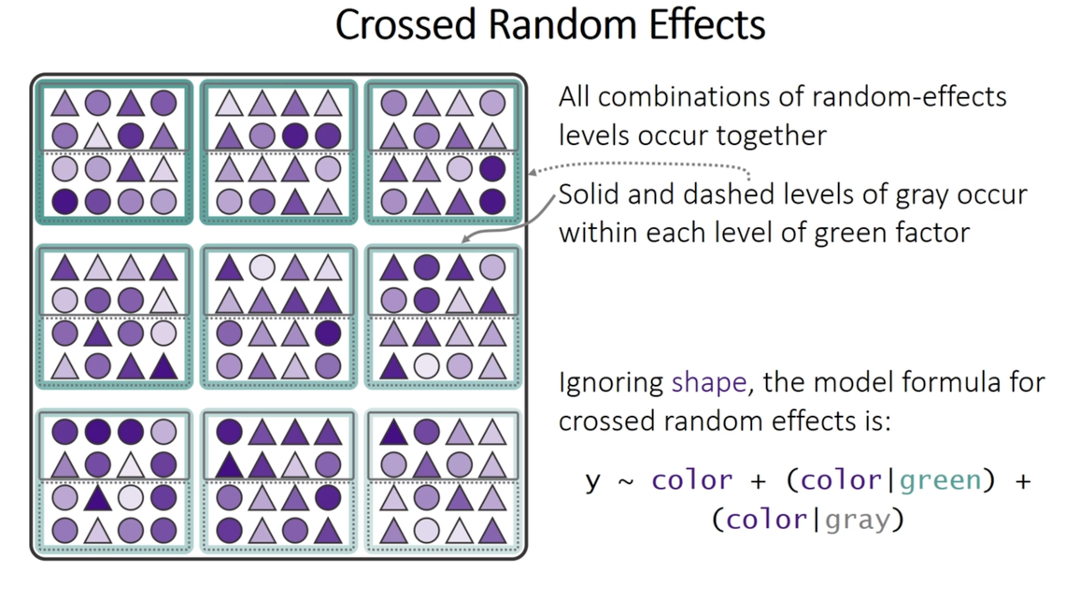 Crossed Random Effects
All combinations of random-effects
levels occur together
Solid and dashed levels of gray occur
within each level of green factor
Ignoring shape, the model formula for
crossed random effects is:
y ~ color + (color|green) +
(color|gray)